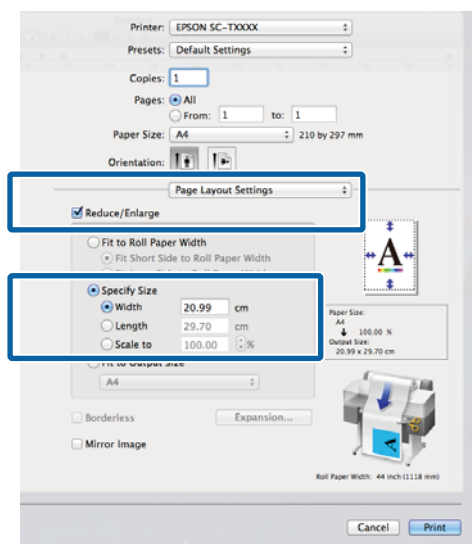 Printer: EPSON SC-TXXXX
Presets: Default Settings
Copies: 1
Pages: All
From: 1 to: 1
Paper Size: A4 210 by 297 mm
Orientation:
Page Layout Settings
Reduce/Enlarge
Fit to Roll Paper Width
Fit Short Side to Roll Paper Width
Specify Size
Width 20.99 cm
Length 29.70 cm
Scale to 100.00 %
Fit to Output Size
A4
Borderless Expansion...
Mirror Image
A
Paper Size:
A4
100.00 %
Output Size:
20.99 x 29.70 cm
A
Roll Paper Width: 44 inch (1118 mm)
Cancel Print